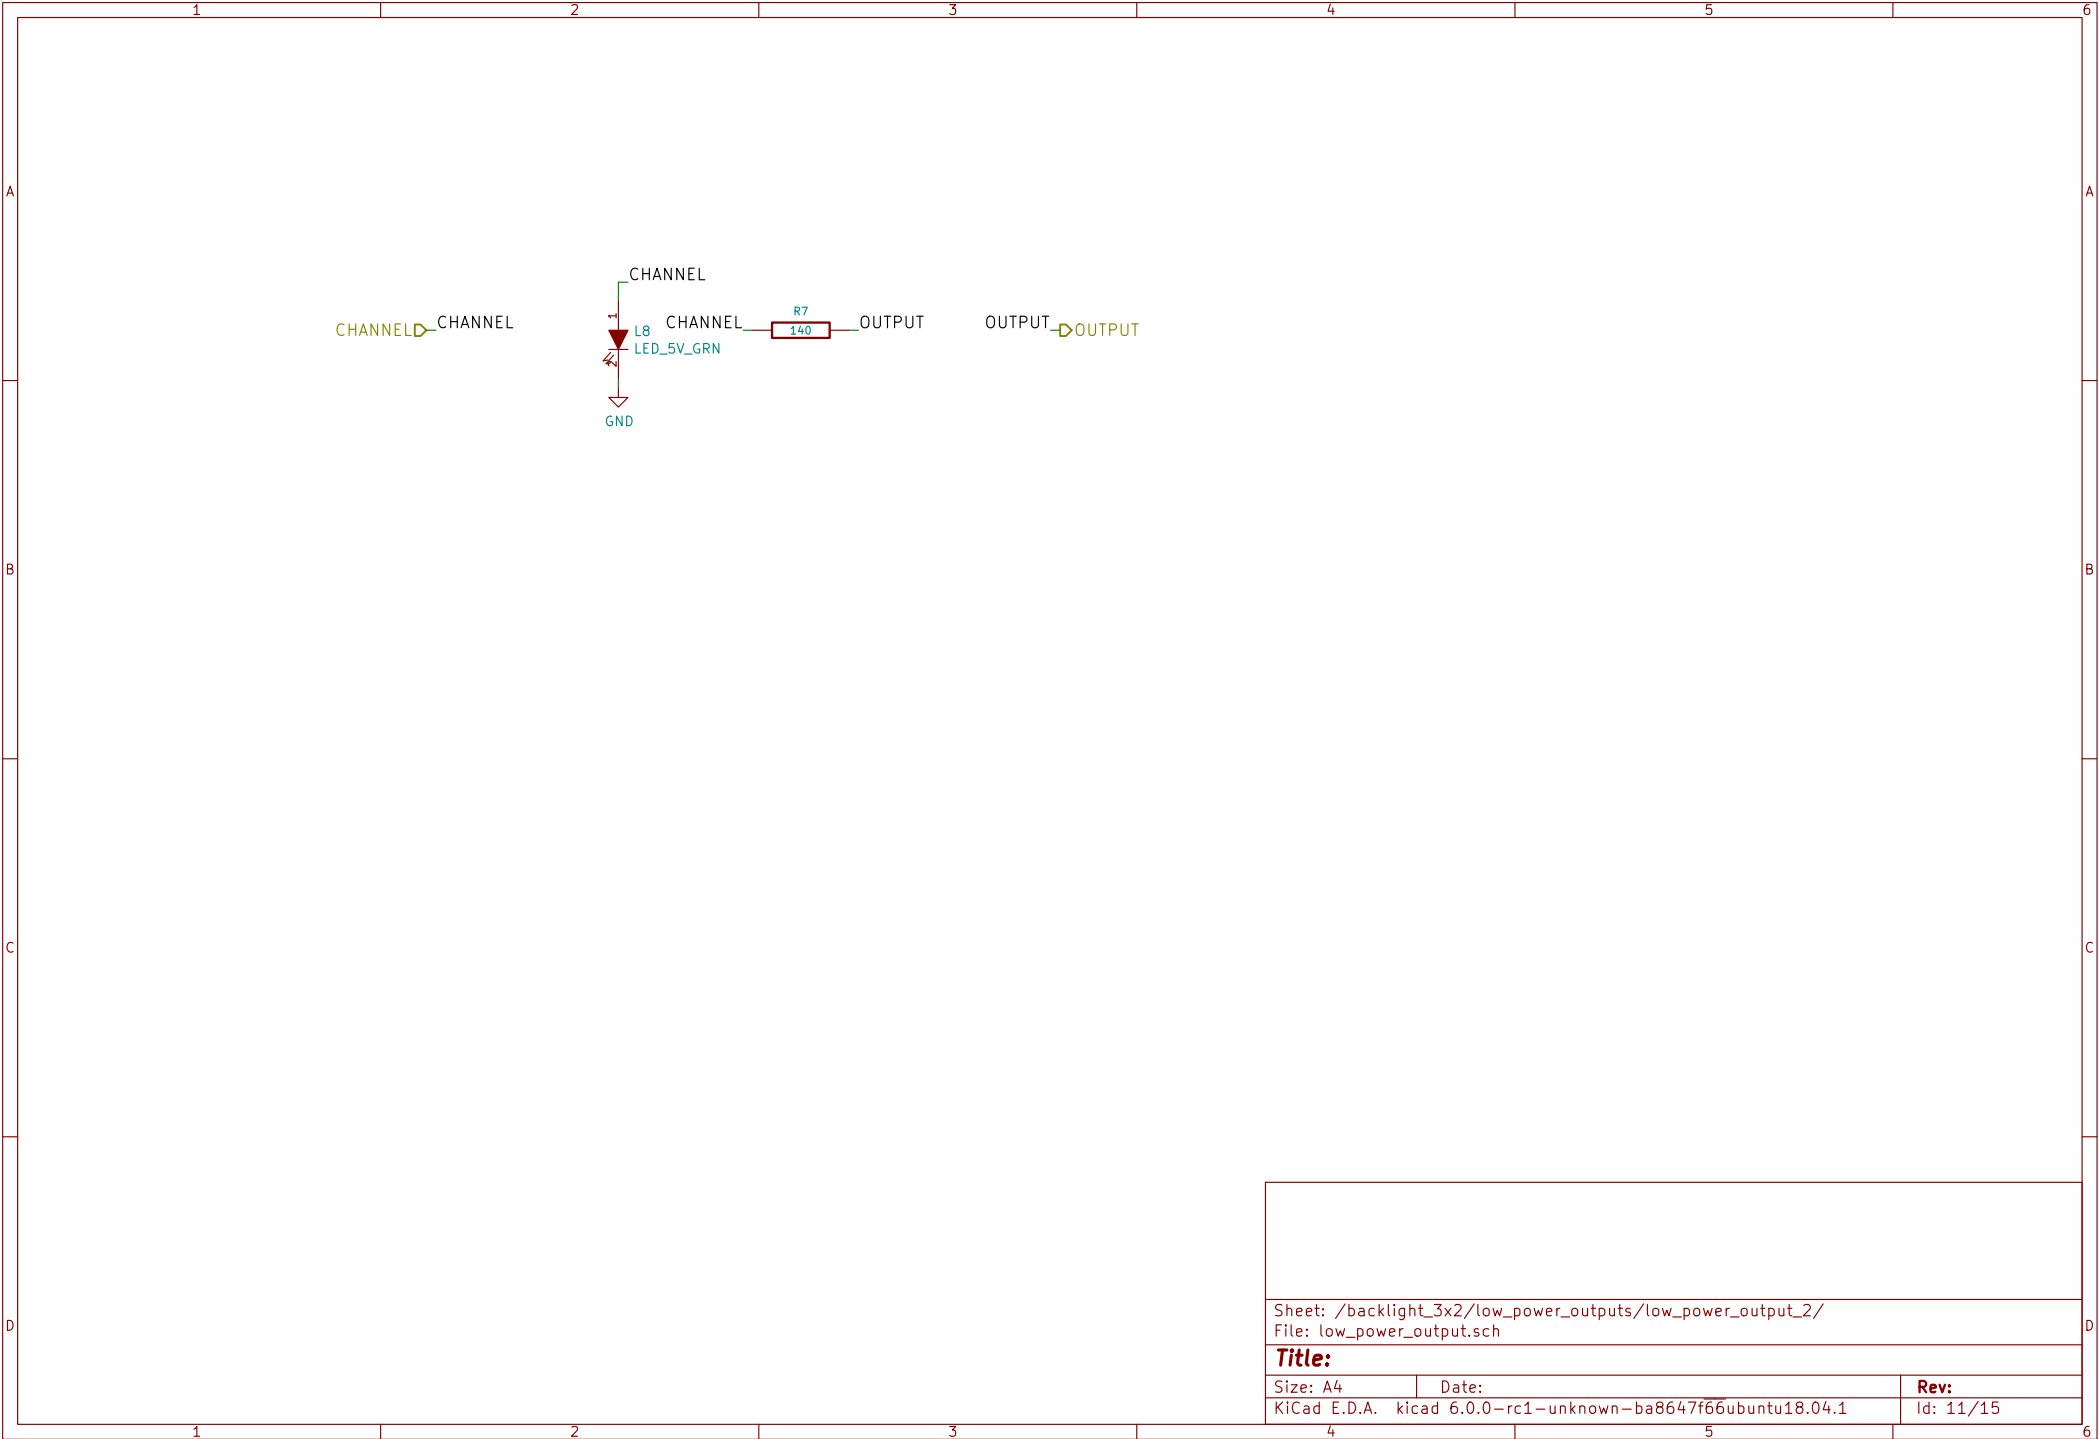 1 2 3 4 5 6
A A
CHANNEL
R7
CHANNEL CHANNEL 1 L8 CHANNEL 140 OUTPUT OUTPUT OUTPUT
LED_5V_GRN
2
GND
B B
C C
Sheet: /backlight_3x2/low_power_outputs/low_power_output_2/
D D
File: low_power_output.sch
Title:
Size: A4 Date: Rev:
KiCad E.D.A. kicad 6.0.0-rc1-unknown-ba8647f66ubuntu18.04.1 Id: 11/15
1 2 3 4 5 6